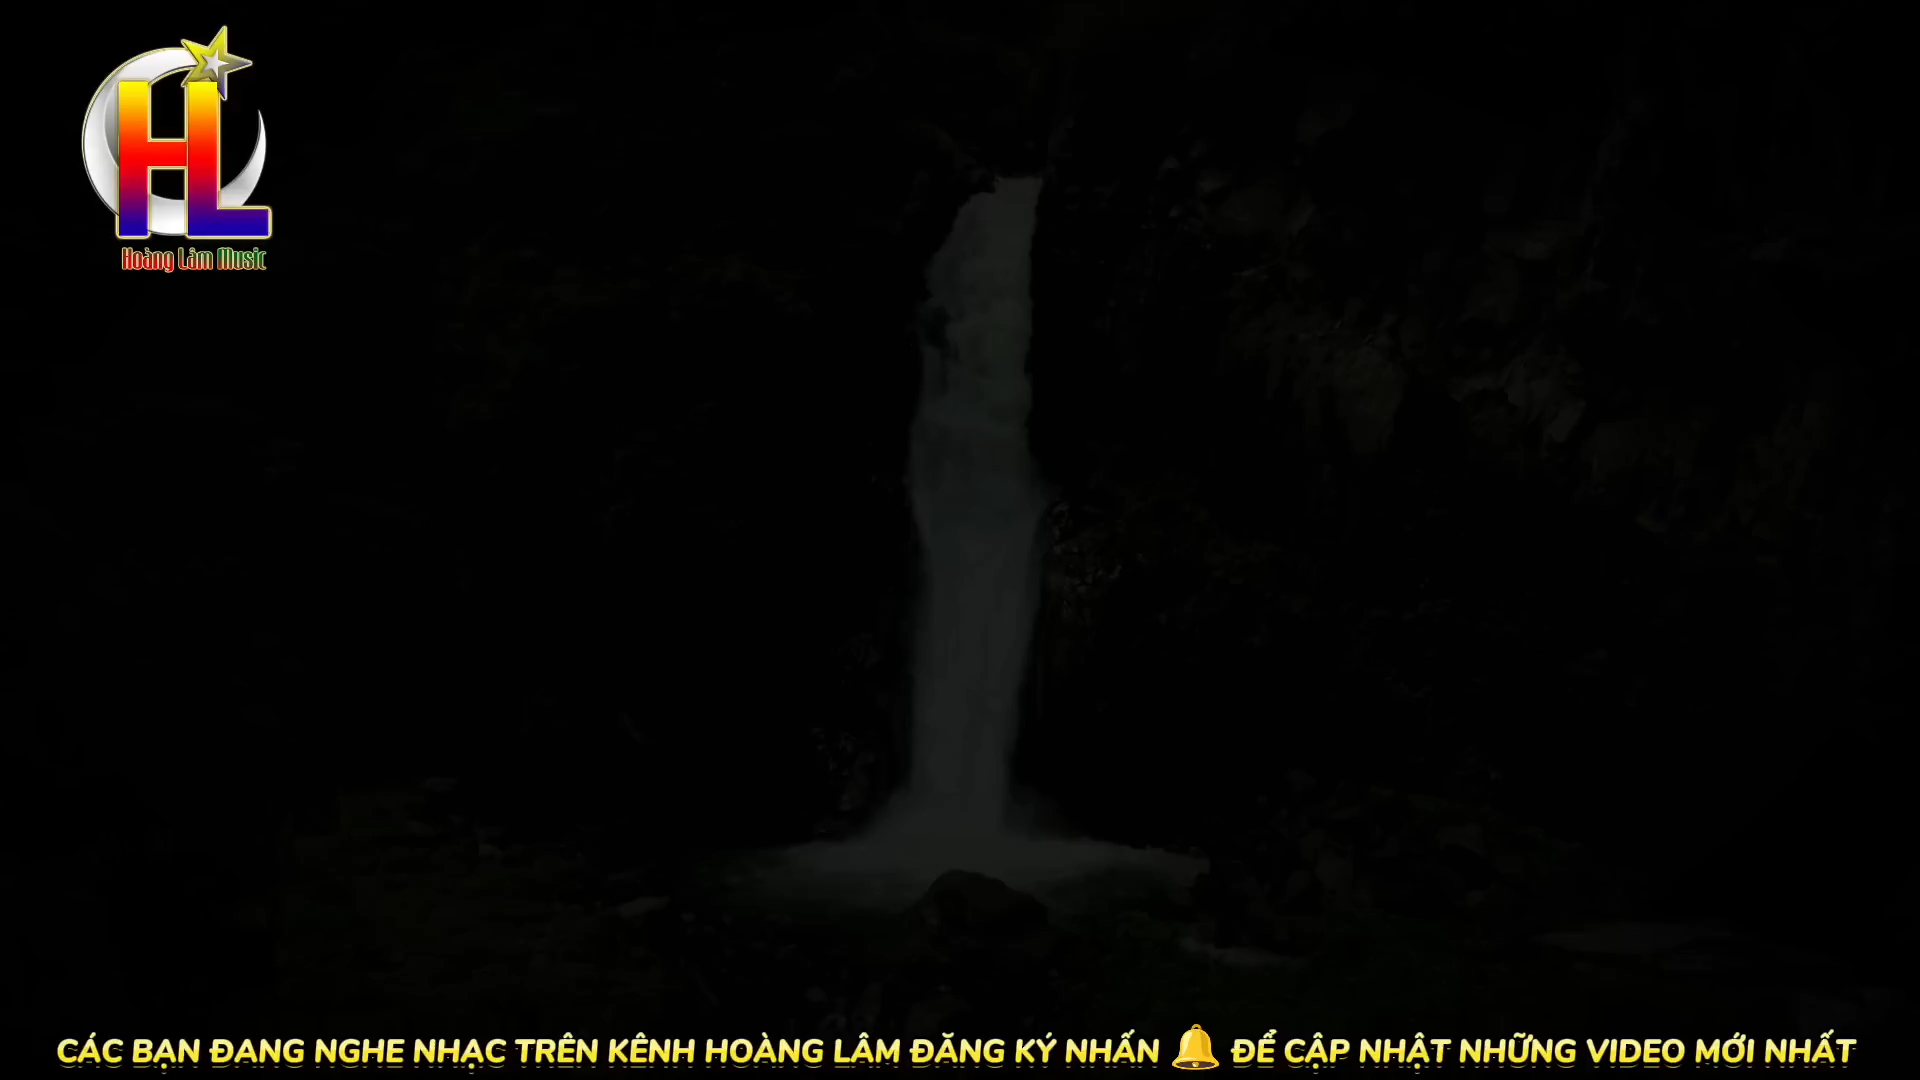 HL
Hoàng Lâm Music
CÁC BẠN ĐANG NGHE NHẠC TRÊN KÊNH HOÀNG LÂM ĐĂNG KÝ NHẤN 🔔 ĐỂ CẬP NHẬT NHỮNG VIDEO MỚI NHẤT